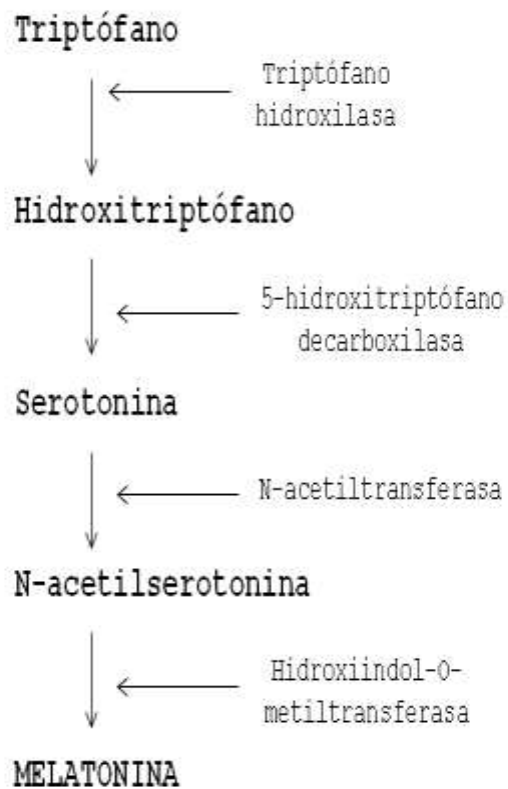 Triptófano
Triptófano
hidroxilasa
Hidroxitriptófano
5-hidroxitriptófano
decarboxilasa
Serotonina
N-acetiltransferasa
N-acetilserotonina
Hidroxiindol-O-
metiltransferasa
MELATONINA